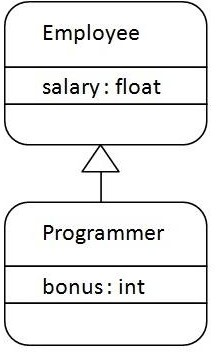 Employee
salary: float
Programmer
bonus: int